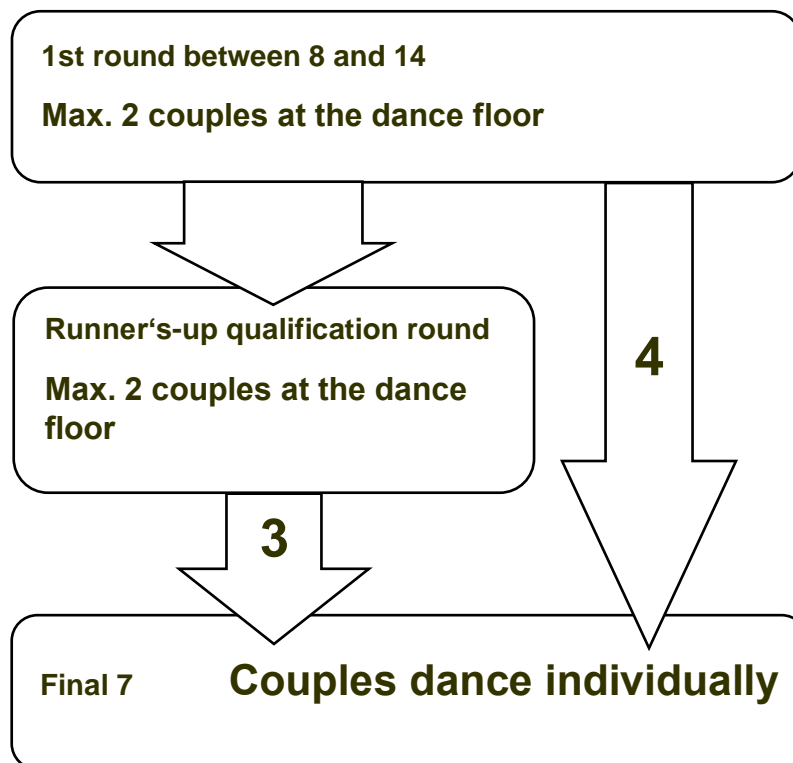 1st round between 8 and 14
Max. 2 couples at the dance floor
Runner‘s-up qualification round
Max. 2 couples at the dance
floor
4
3
Final 7 Couples dance individually